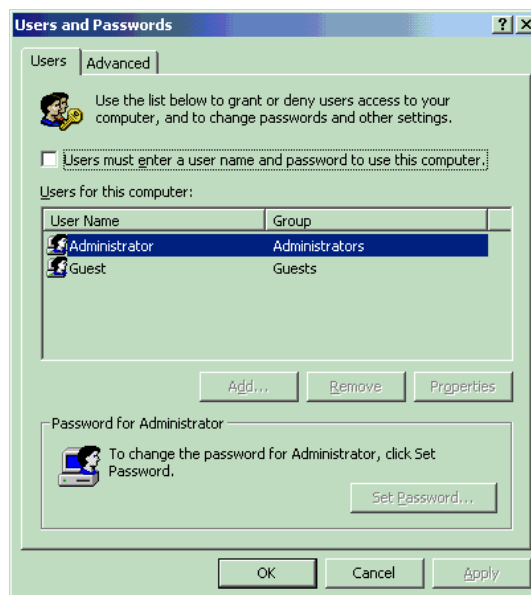 Users and Passwords
Users
Advanced
Use the list below to grant or deny users access to your
computer, and to change passwords and other settings.
Users must enter a user name and password to use this computer.
Users for this computer:
User Name Group
Administrator Administrators
Guest Guests
Add... Remove Properties
Password for Administrator
To change the password for Administrator, click Set
Password.
Set Password...
OK Cancel Apply